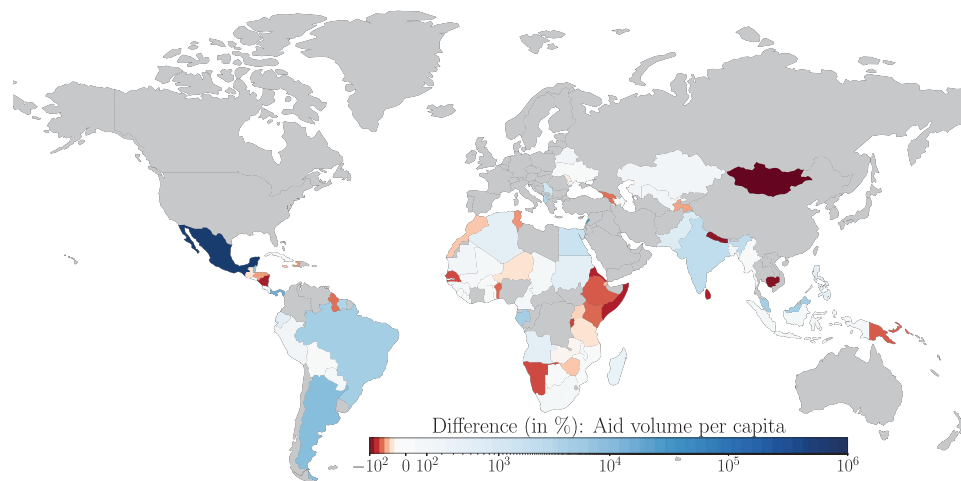 Difference (in %): Aid volume per capita
−10² 0 10² 10³ 10⁴ 10⁵ 10⁶